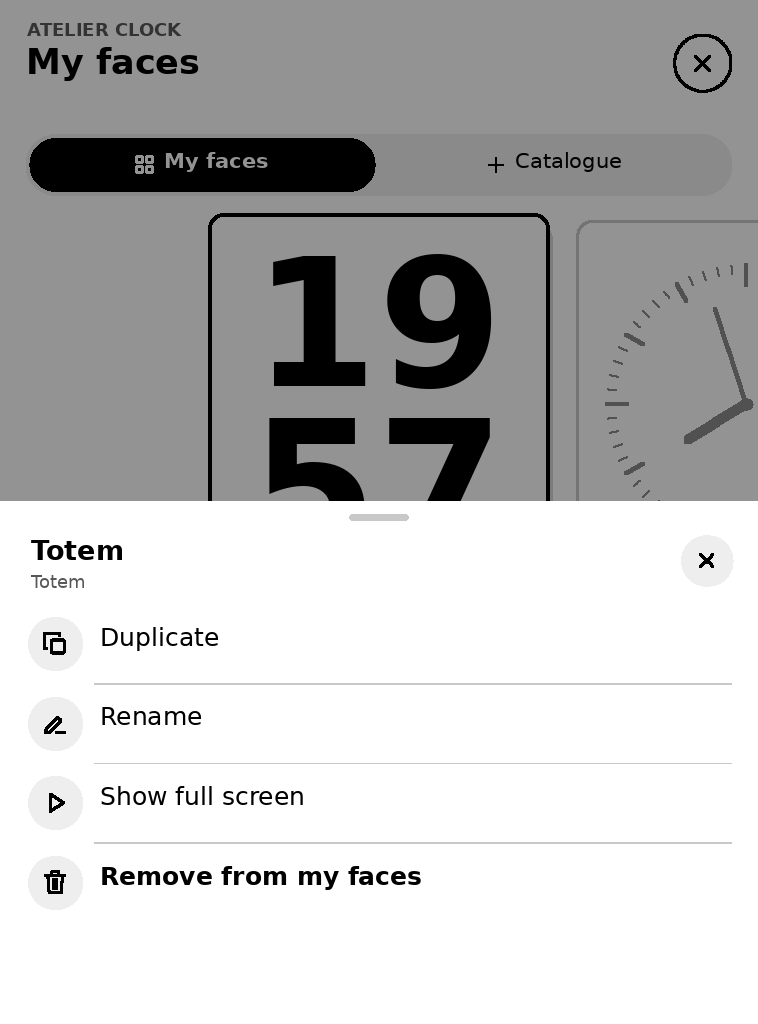 ATELIER CLOCK
My faces
My faces
Catalogue
19
57
Totem
Totem
Duplicate
Rename
Show full screen
Remove from my faces